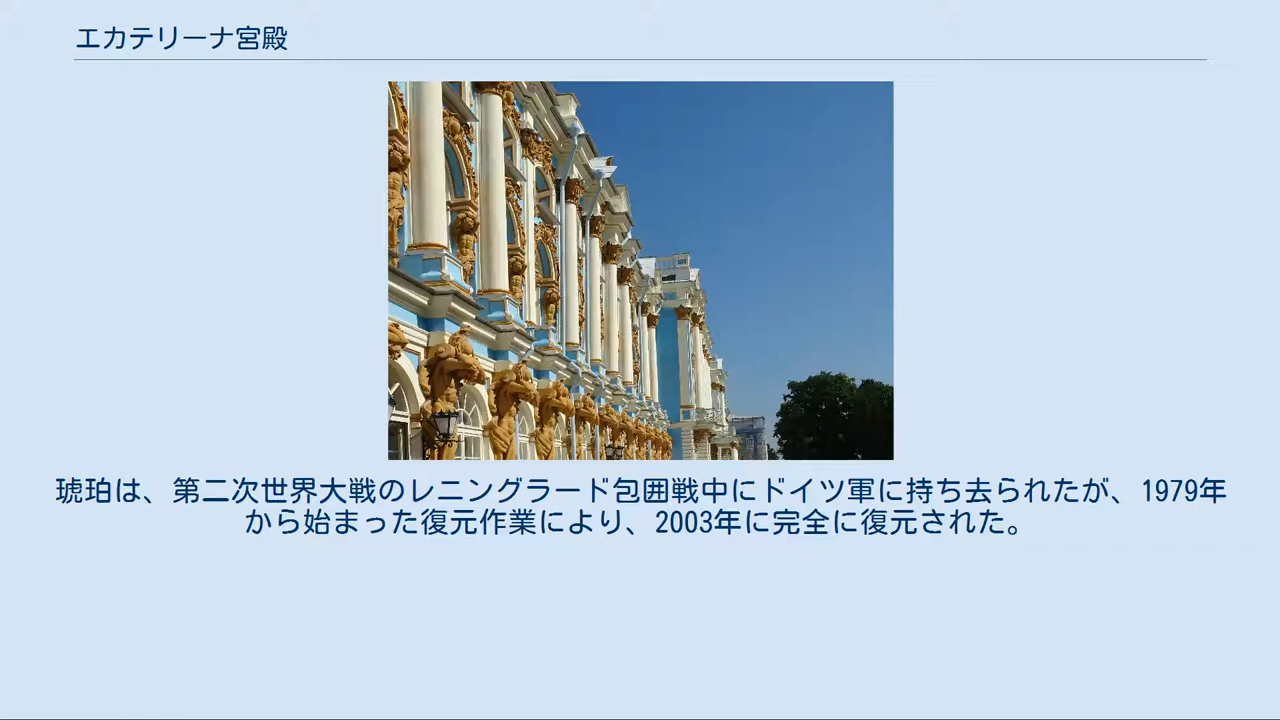 エカテリーナ宮殿
琥珀は、第二次世界大戦のレニングラード包囲戦中にドイツ軍に持ち去られたが、1979年
から始まった復元作業により、2003年に完全に復元された。